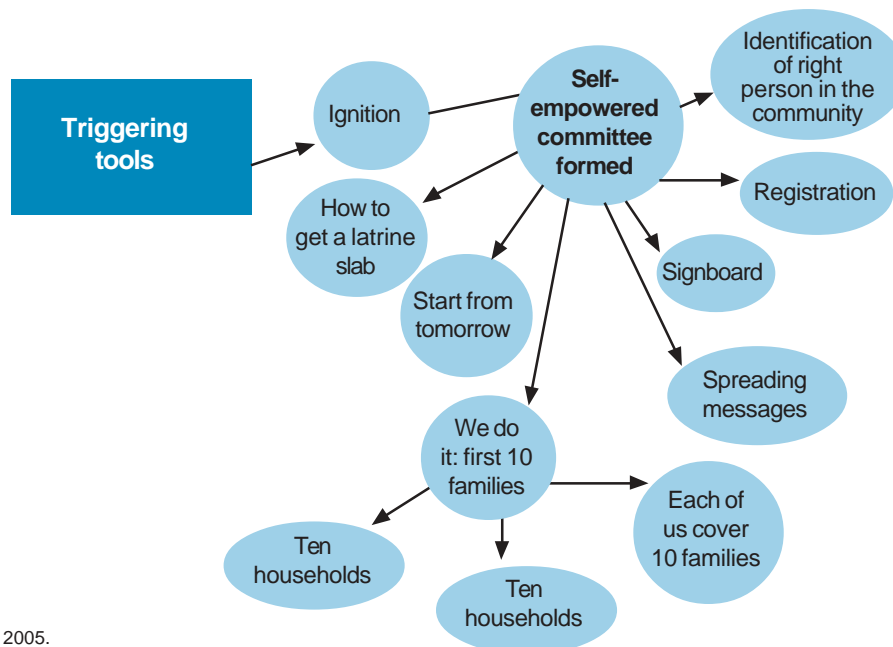 Triggering
tools
Ignition
Self-
empowered
committee
formed
Identification
of right
person in the
community
Registration
How to
get a latrine
slab
Signboard
Start from
tomorrow
Spreading
messages
We do
it: first 10
families
Each of
us cover
10 families
Ten
households
Ten
households
2005.